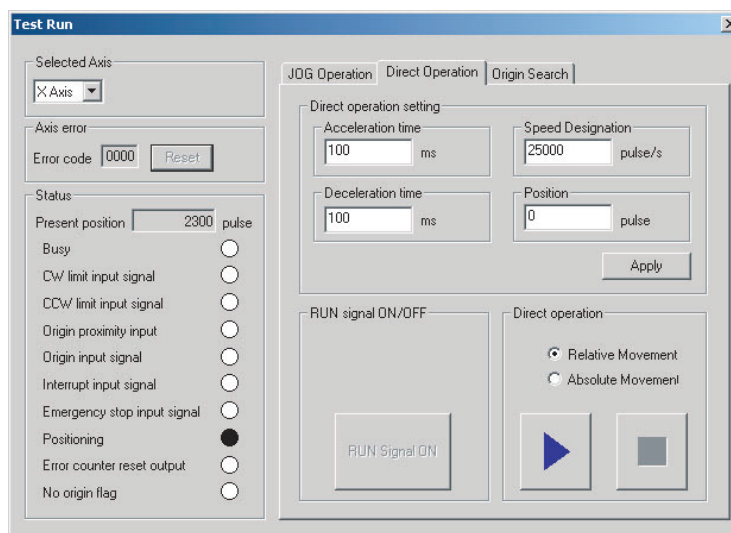 Test Run
Selected Axis
X Axis
Axis error
Error code 0000 Reset
Status
Present position 2300 pulse
Busy
CW limit input signal
CCW limit input signal
Origin proximity input
Origin input signal
Interrupt input signal
Emergency stop input signal
Positioning
Error counter reset output
No origin flag
JOG Operation Direct Operation Origin Search
Direct operation setting
Acceleration time
100 ms
Speed Designation
25000 pulse/s
Deceleration time
100 ms
Position
0 pulse
Apply
RUN signal ON/OFF
RUN Signal ON
Direct operation
Relative Movement
Absolute Movement